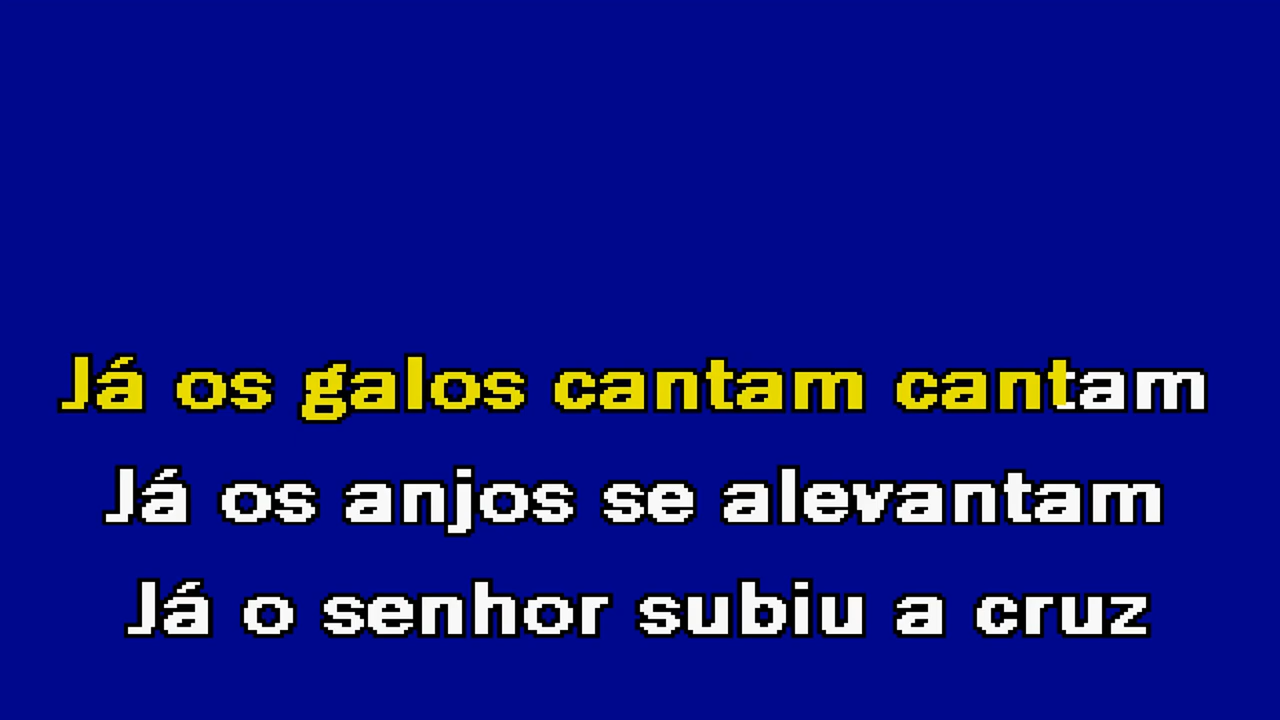 Já os galos cantam cantam
Já os anjos se alevantam
Já o senhor subiu a cruz